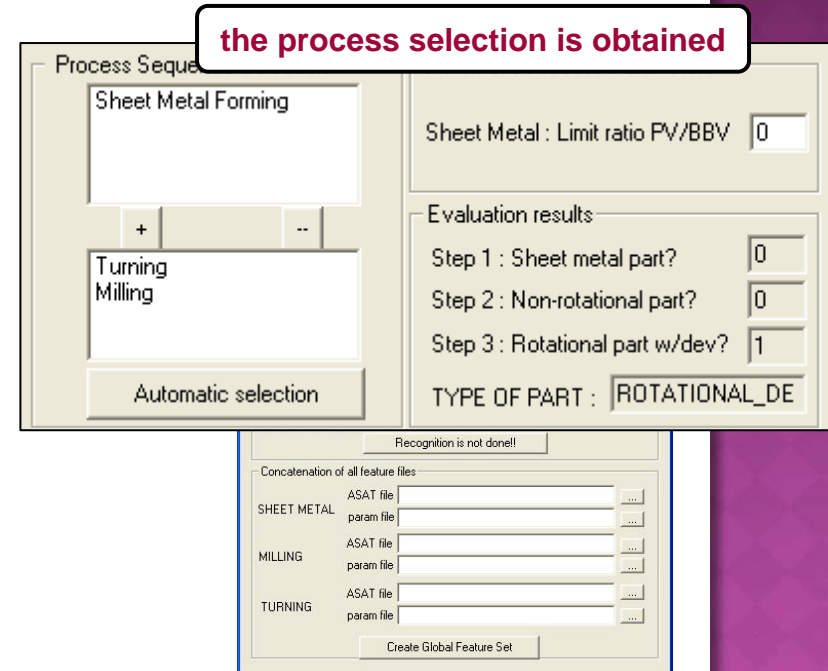 the process selection is obtained
Process Seque
Sheet Metal Forming
+ --
Turning
Milling
Automatic selection
Sheet Metal : Limit ratio PV/BBV 0
Evaluation results
Step 1 : Sheet metal part? 0
Step 2 : Non-rotational part? 0
Step 3 : Rotational part w/dev? 1
TYPE OF PART : ROTATIONAL_DE
Recognition is not done!!
Concatenation of all feature files
SHEET METAL
ASAT file ...
param file ...
MILLING
ASAT file ...
param file ...
TURNING
ASAT file ...
param file ...
Create Global Feature Set